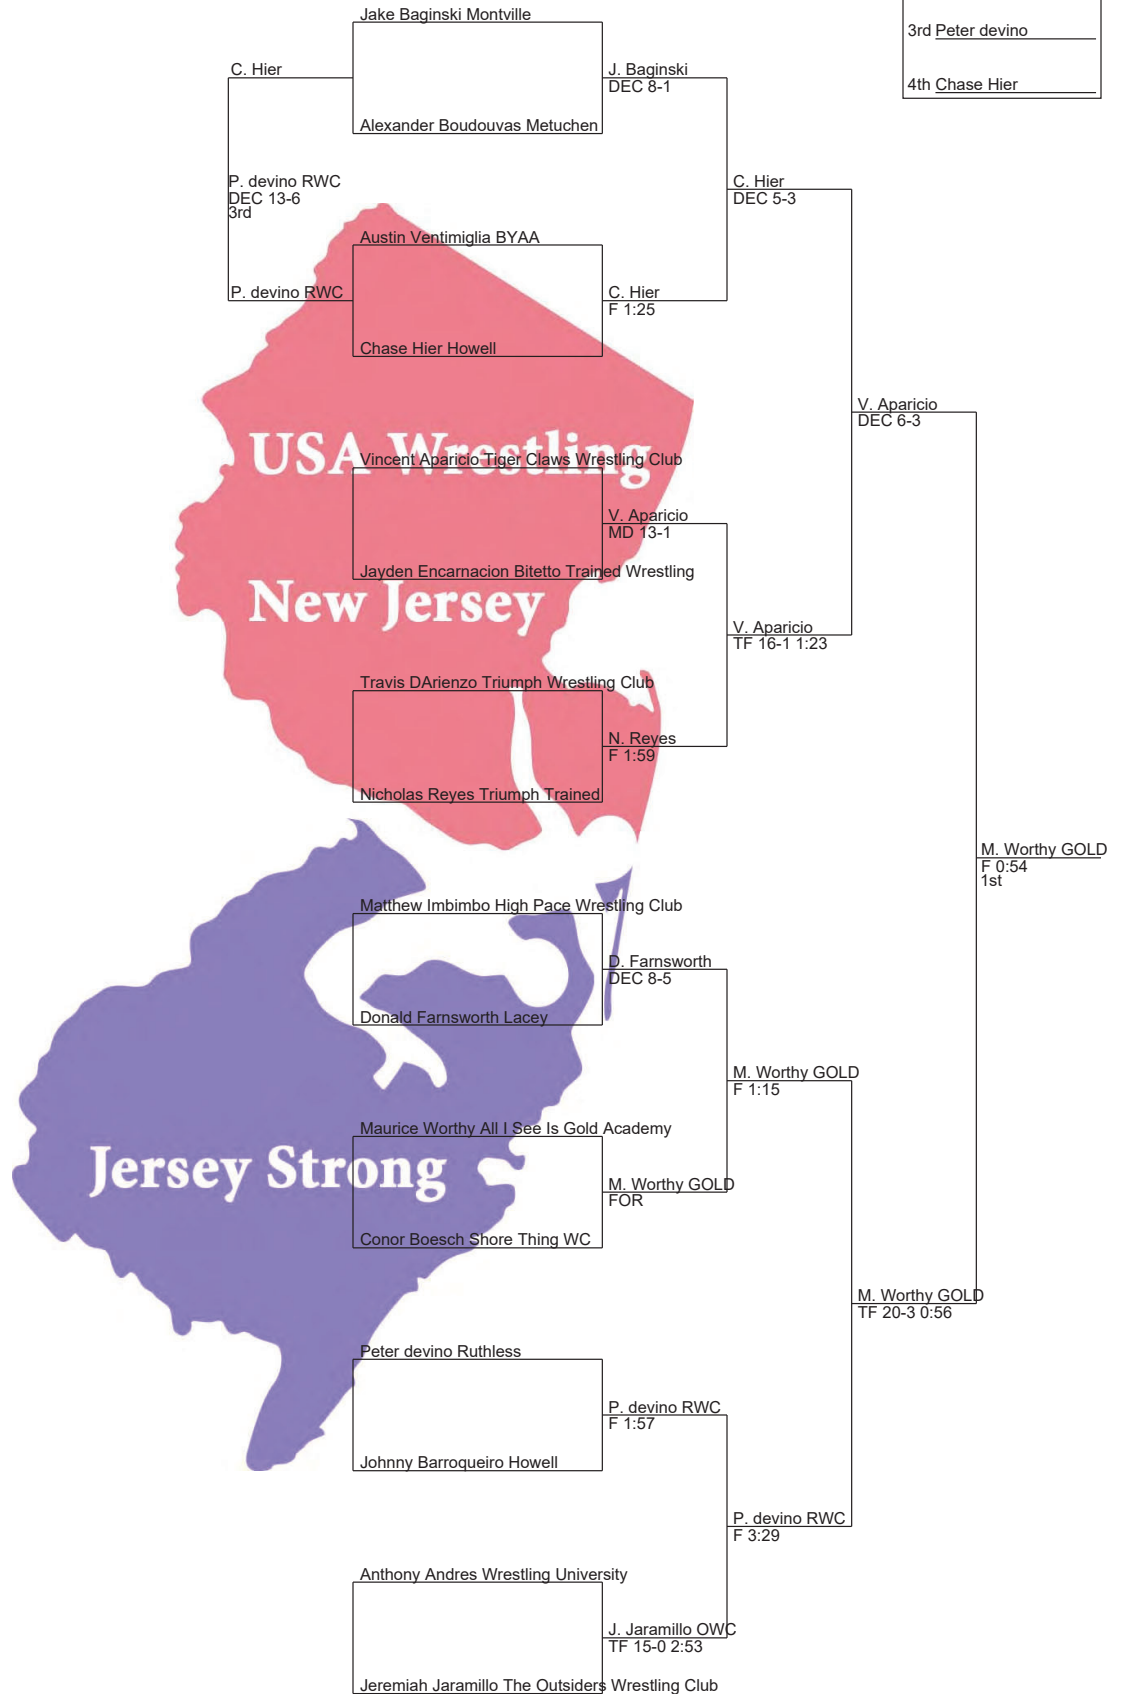 Jake Baginski Montville
3rd Peter devino
C. Hier
J. Baginski
DEC 8-1
4th Chase Hier
Alexander Boudouvas Metuchen
P. devino RWC
DEC 13-6
3rd
C. Hier
DEC 5-3
Austin Ventimiglia BYAA
P. devino RWC
C. Hier
F 1:25
Chase Hier Howell
V. Aparicio
DEC 6-3
USA Wrestling
Vincent Aparicio Tiger Claws Wrestling Club
V. Aparicio
MD 13-1
Jayden Encarnacion Bitetto Trained Wrestling
New Jersey
V. Aparicio
TF 16-1 1:23
Travis DArienzo Triumph Wrestling Club
N. Reyes
F 1:59
Nicholas Reyes Triumph Trained
M. Worthy GOLD
F 0:54
1st
Matthew Imbimbo High Pace Wrestling Club
D. Farnsworth
DEC 8-5
Donald Farnsworth Lacey
M. Worthy GOLD
F 1:15
Maurice Worthy All I See Is Gold Academy
Jersey Strong
M. Worthy GOLD
FOR
Conor Boesch Shore Thing WC
M. Worthy GOLD
TF 20-3 0:56
Peter devino Ruthless
P. devino RWC
F 1:57
Johnny Barroqueiro Howell
P. devino RWC
F 3:29
Anthony Andres Wrestling University
J. Jaramillo OWC
TF 15-0 2:53
Jeremiah Jaramillo The Outsiders Wrestling Club